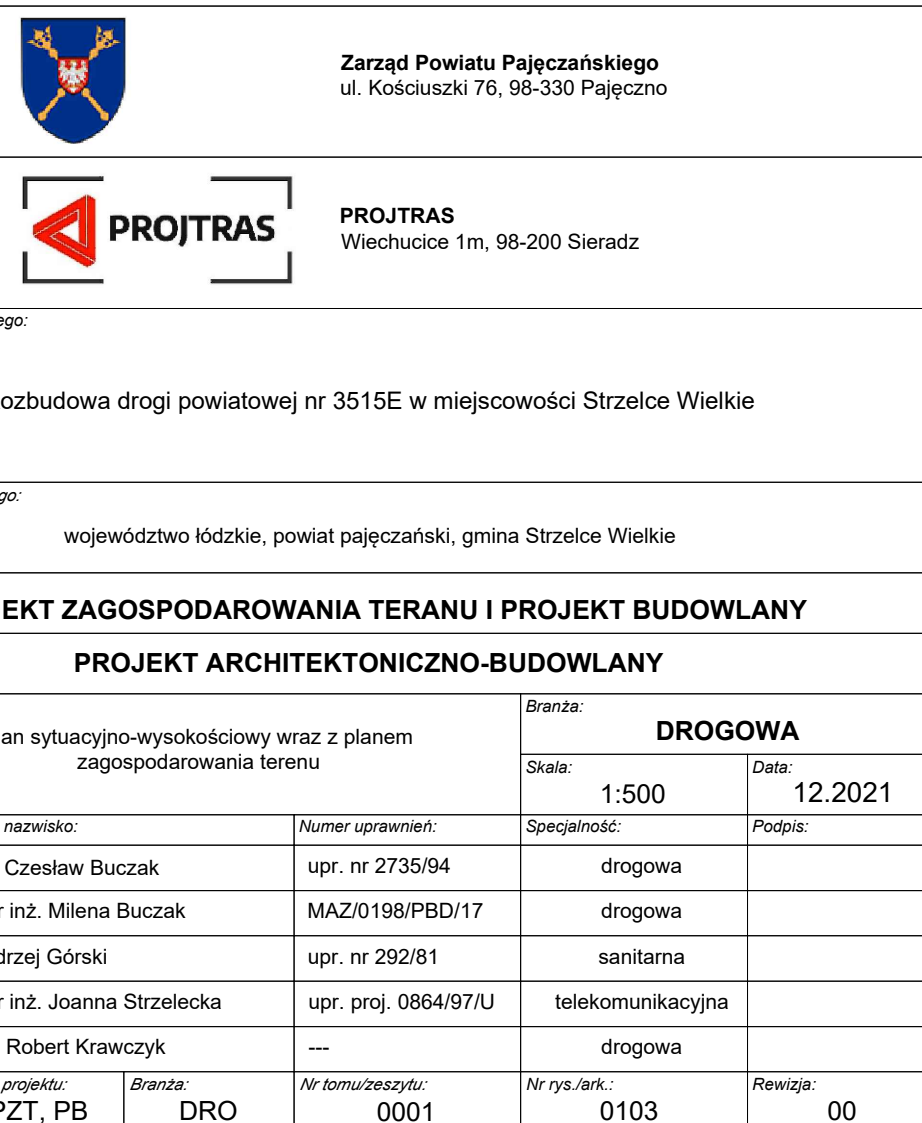 Zarząd Powiatu Pajęczańskiego
ul. Kościuszki 76, 98-330 Pajęczno
PROJTRAS
PROJTRAS
Wiechucice 1m, 98-200 Sieradz
ego:
ozbudowa drogi powiatowej nr 3515E w miejscowości Strzelce Wielkie
go:
województwo łódzkie, powiat pajęczański, gmina Strzelce Wielkie
EKT ZAGOSPODAROWANIA TERANU I PROJEKT BUDOWLANY
PROJEKT ARCHITEKTONICZNO-BUDOWLANY
an sytuacyjno-wysokościowy wraz z planem
zagospodarowania terenu
Branża:
DROGOWA
Skala:
1:500
Data:
12.2021
nazwisko: Numer uprawnień: Specjalność: Podpis:
Czesław Buczak upr. nr 2735/94 drogowa
r inż. Milena Buczak MAZ/0198/PBD/17 drogowa
drzej Górski upr. nr 292/81 sanitarna
r inż. Joanna Strzelecka upr. proj. 0864/97/U telekomunikacyjna
Robert Krawczyk --- drogowa
projektu: Branża: Nr tomu/zeszytu: Nr rys./ark.: Rewizja:
PZT, PB DRO 0001 0103 00